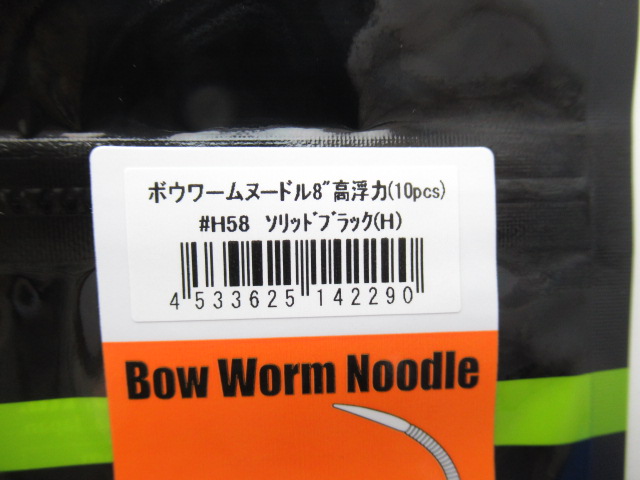 ボウワームヌードル8"高浮力(10pcs)
#H58 ｿﾘｯﾄﾞﾌﾞﾗｯｸ(H)
4 533625 142290
Bow Worm Noodle